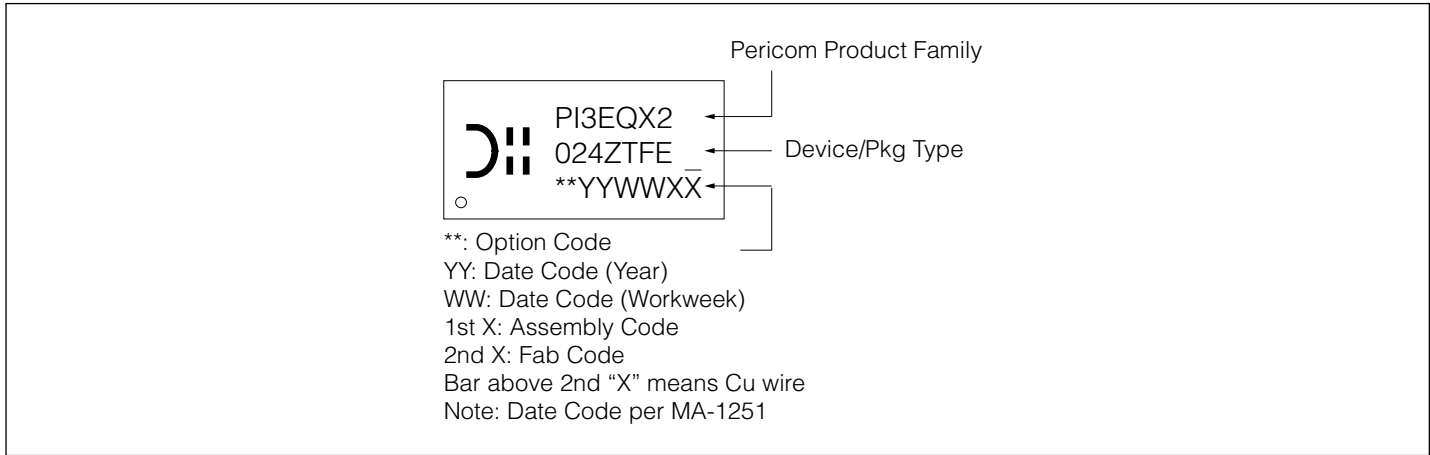 Pericom Product Family
PI3EQX2
024ZTFE
Device/Pkg Type
**YYWWXX̅
**: Option Code
YY: Date Code (Year)
WW: Date Code (Workweek)
1st X: Assembly Code
2nd X: Fab Code
Bar above 2nd “X” means Cu wire
Note: Date Code per MA-1251